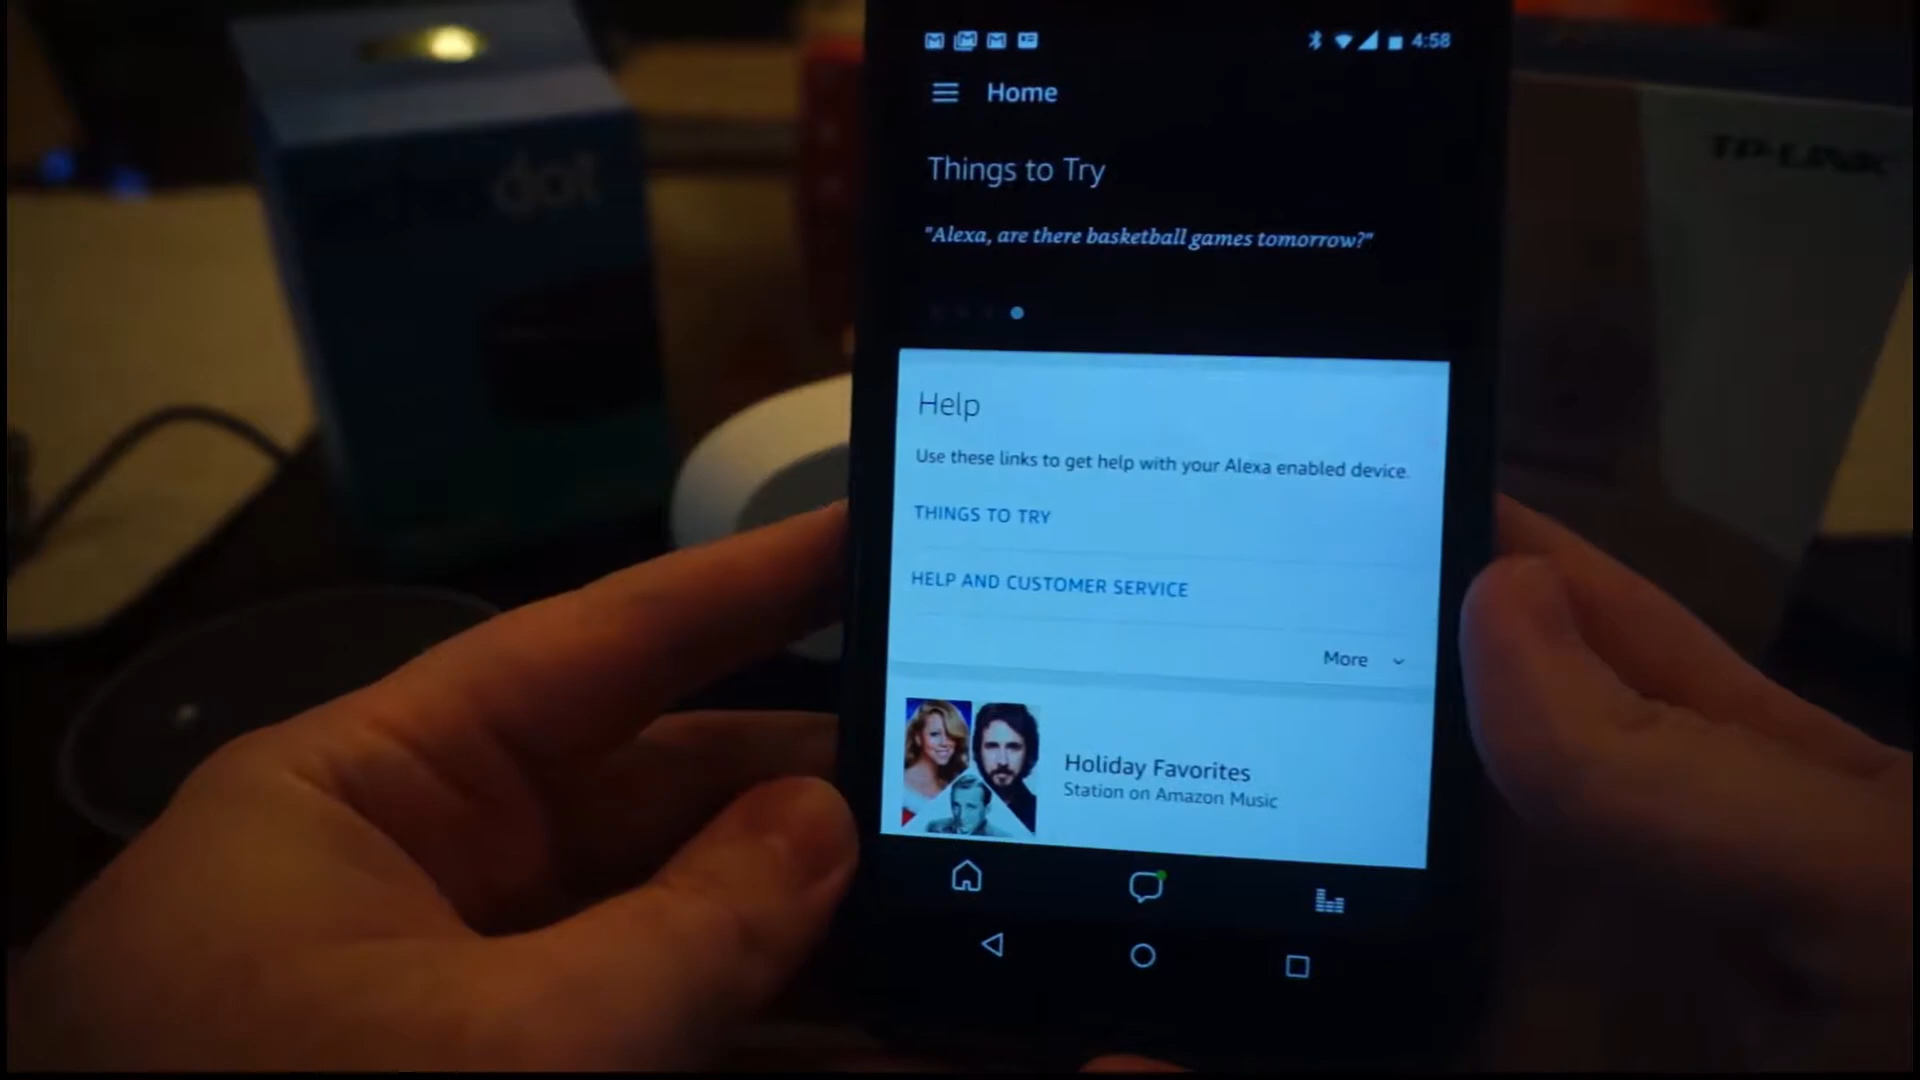 4:58
Home
Things to Try
"Alexa, are there basketball games tomorrow?"
Help
Use these links to get help with your Alexa enabled device.
THINGS TO TRY
HELP AND CUSTOMER SERVICE
More
Holiday Favorites
Station on Amazon Music
dot
TP-LINK